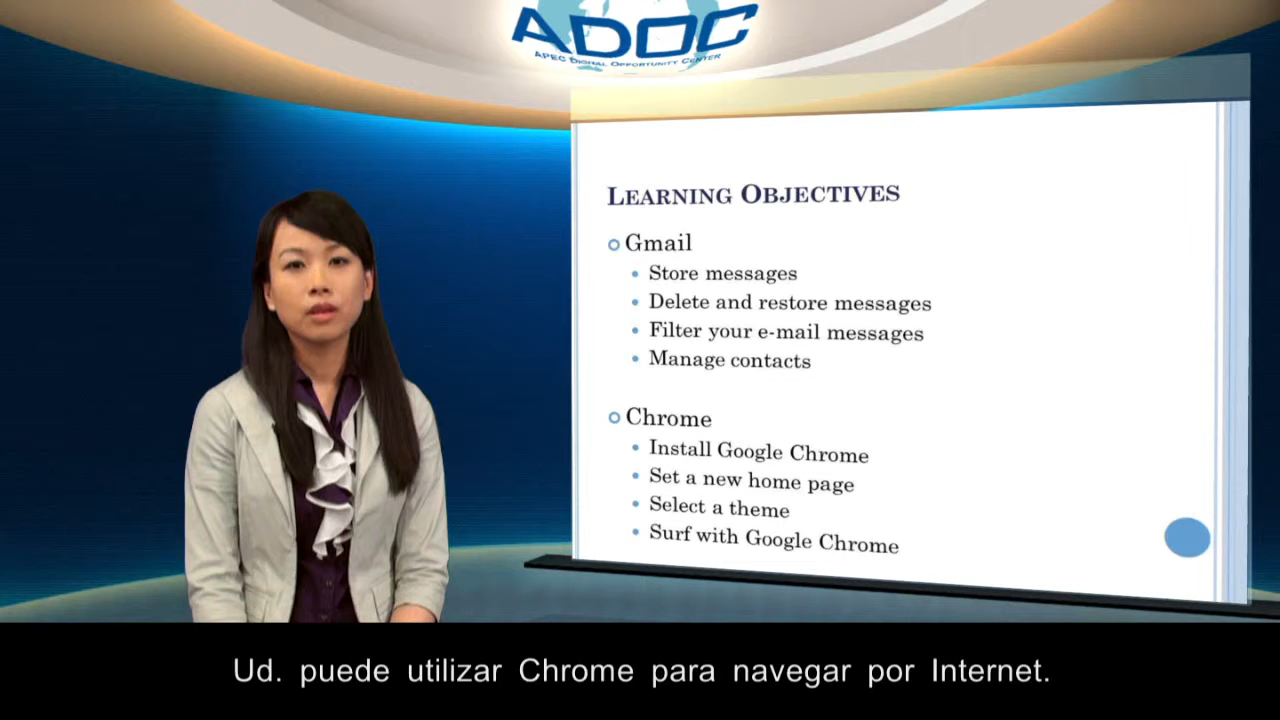 ADOC
APEC DIGITAL OPPORTUNITY CENTER
LEARNING OBJECTIVES
Gmail
Store messages
Delete and restore messages
Filter your e-mail messages
Manage contacts
Chrome
Install Google Chrome
Set a new home page
Select a theme
Surf with Google Chrome
Ud. puede utilizar Chrome para navegar por Internet.